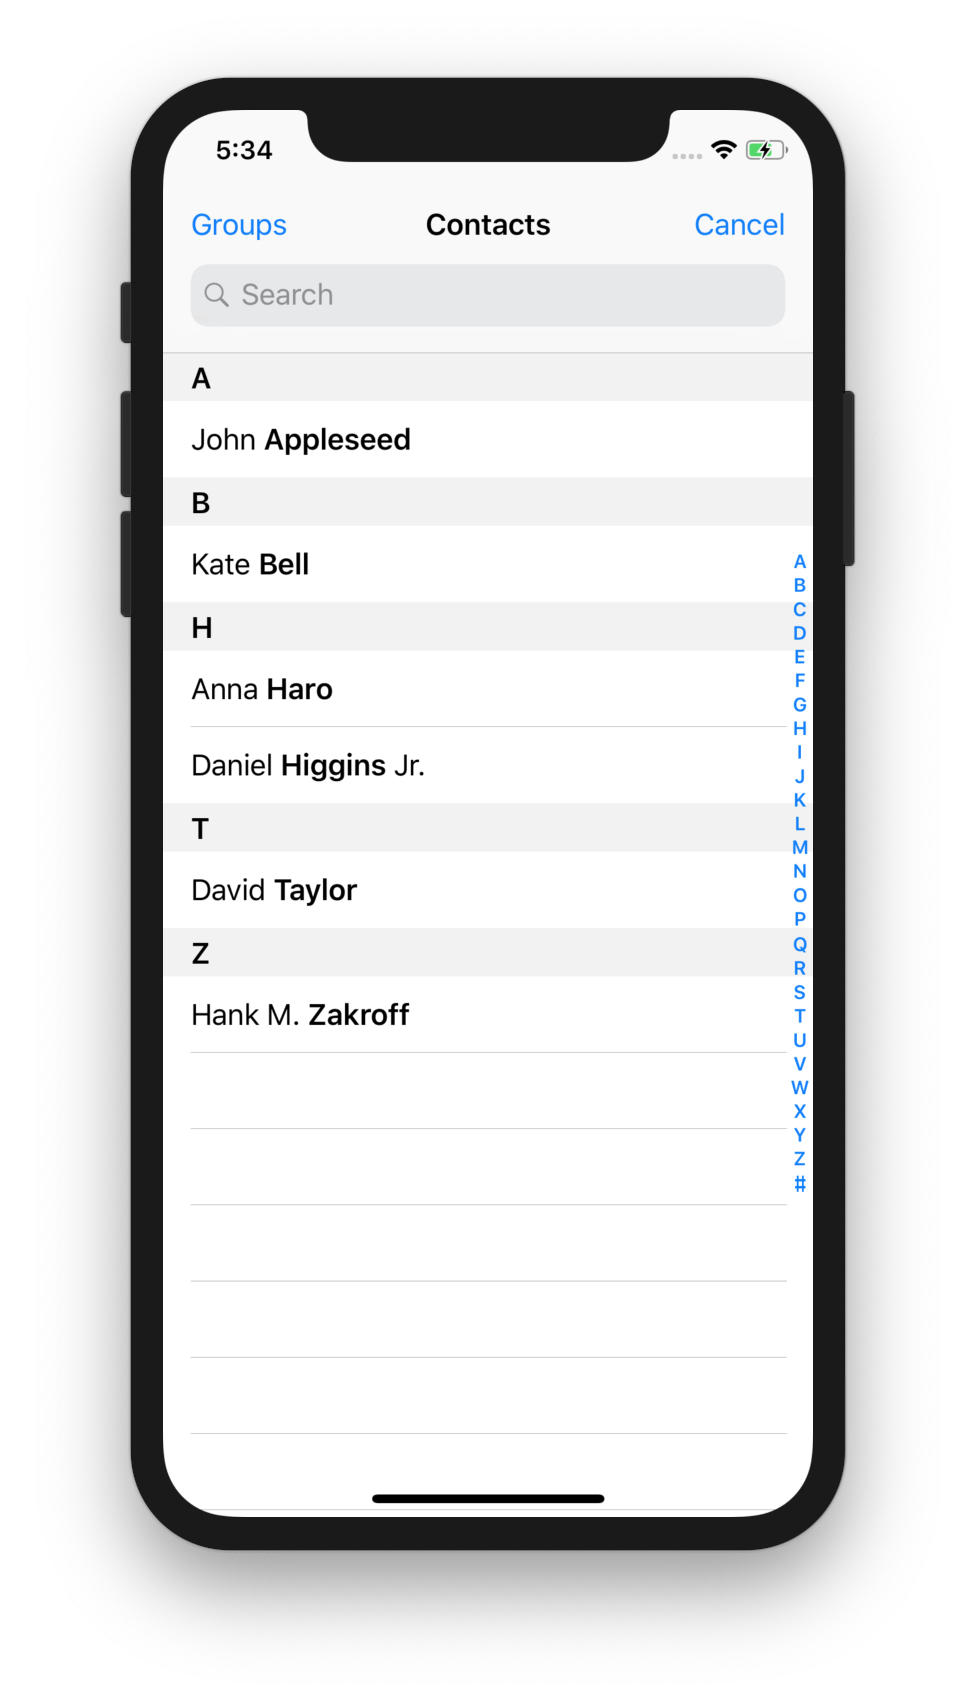 5:34
Groups Contacts Cancel
Search
A
John Appleseed
B
Kate Bell
H
Anna Haro
Daniel Higgins Jr.
T
David Taylor
Z
Hank M. Zakroff
A
B
C
D
E
F
G
H
I
J
K
L
M
N
O
P
Q
R
S
T
U
V
W
X
Y
Z
#